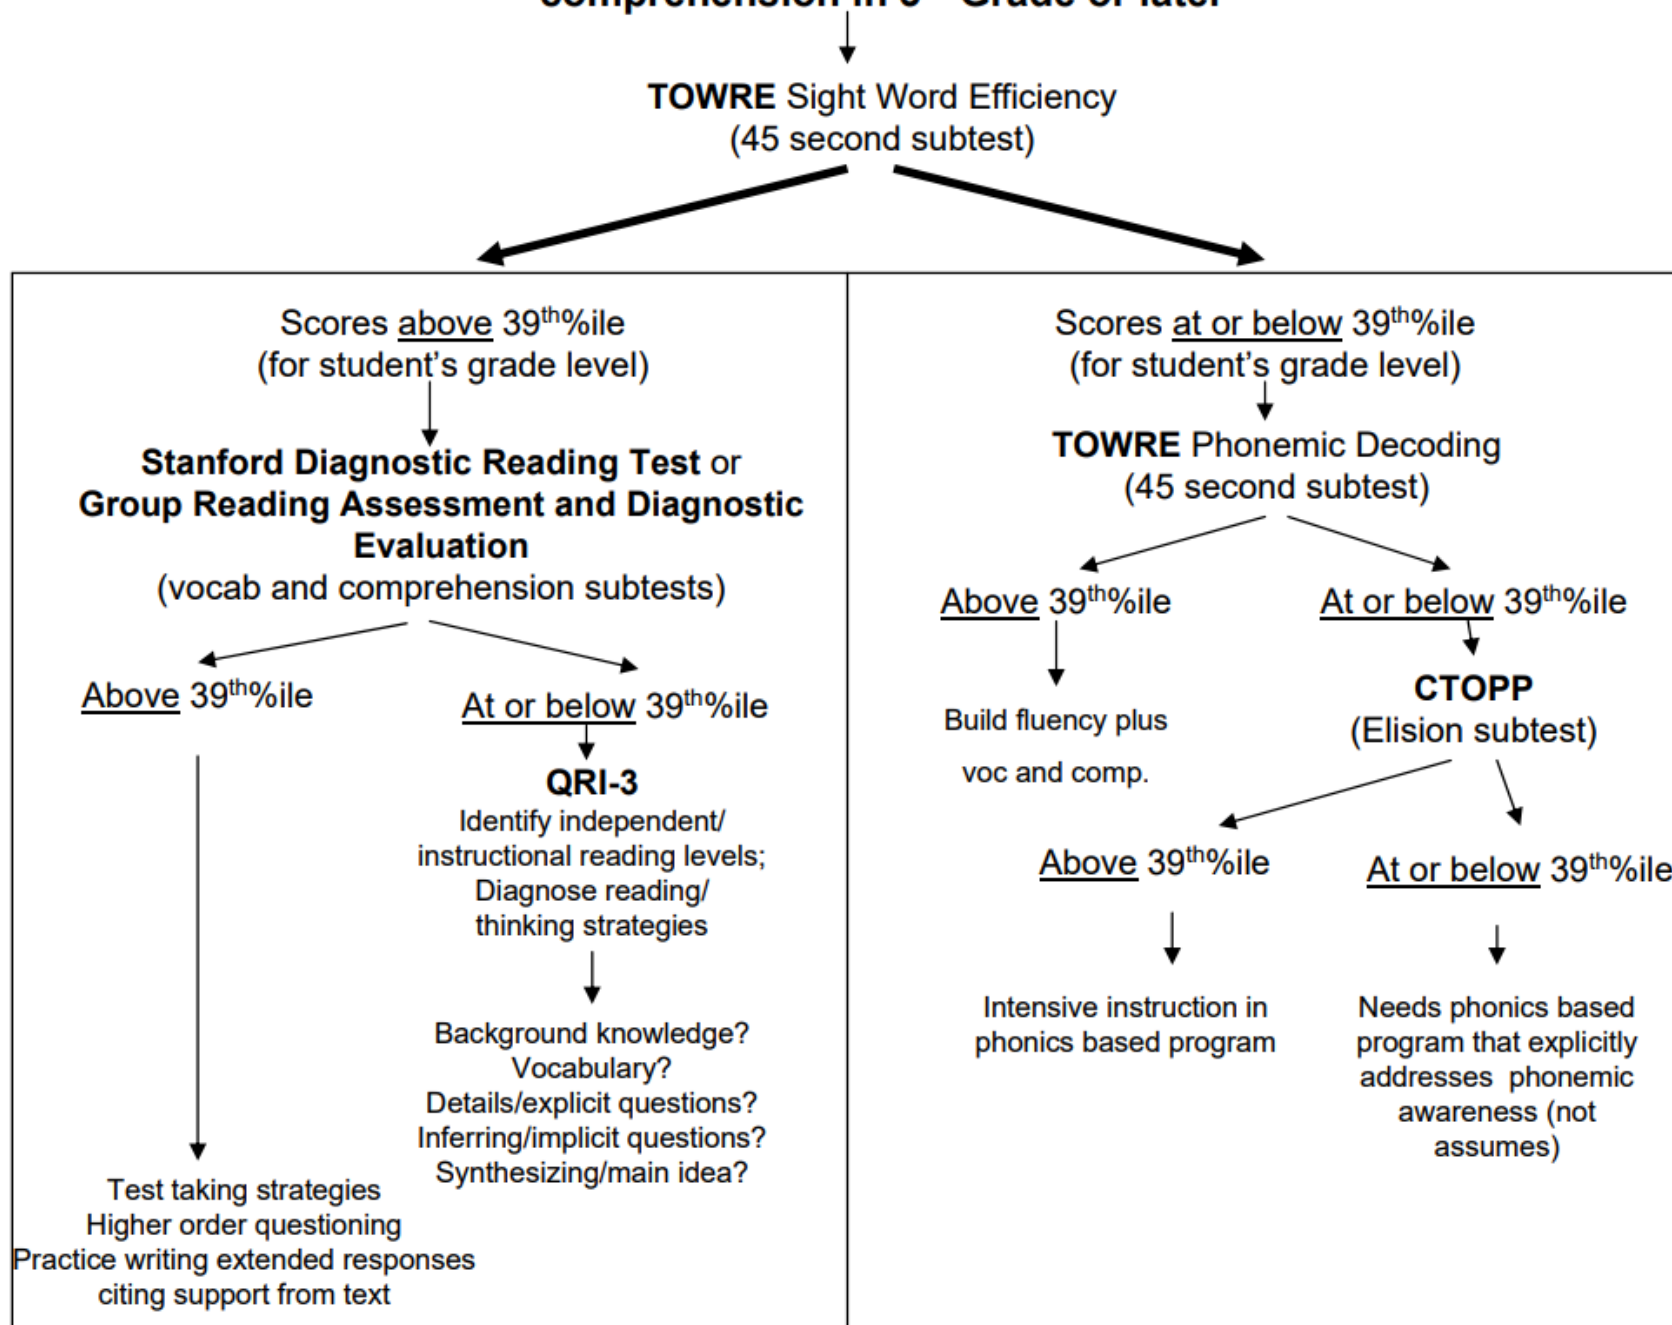 comprehension in Grade or later
TOWRE Sight Word Efficiency
(45 second subtest)
Scores above 39th%ile
(for student's grade level)
Stanford Diagnostic Reading Test or
Group Reading Assessment and Diagnostic
Evaluation
(vocab and comprehension subtests)
Above 39th%ile
At or below 39th%ile
QRI-3
Identify independent/
instructional reading levels;
Diagnose reading/
thinking strategies
Background knowledge?
Vocabulary?
Details/explicit questions?
Inferring/implicit questions?
Synthesizing/main idea?
Test taking strategies
Higher order questioning
Practice writing extended responses
citing support from text
Scores at or below 39th%ile
(for student's grade level)
TOWRE Phonemic Decoding
(45 second subtest)
Above 39th%ile
At or below 39th%ile
Build fluency plus
voc and comp.
CTOPP
(Elision subtest)
Above 39th%ile
At or below 39th%ile
Intensive instruction in
phonics based program
Needs phonics based
program that explicitly
addresses phonemic
awareness (not
assumes)